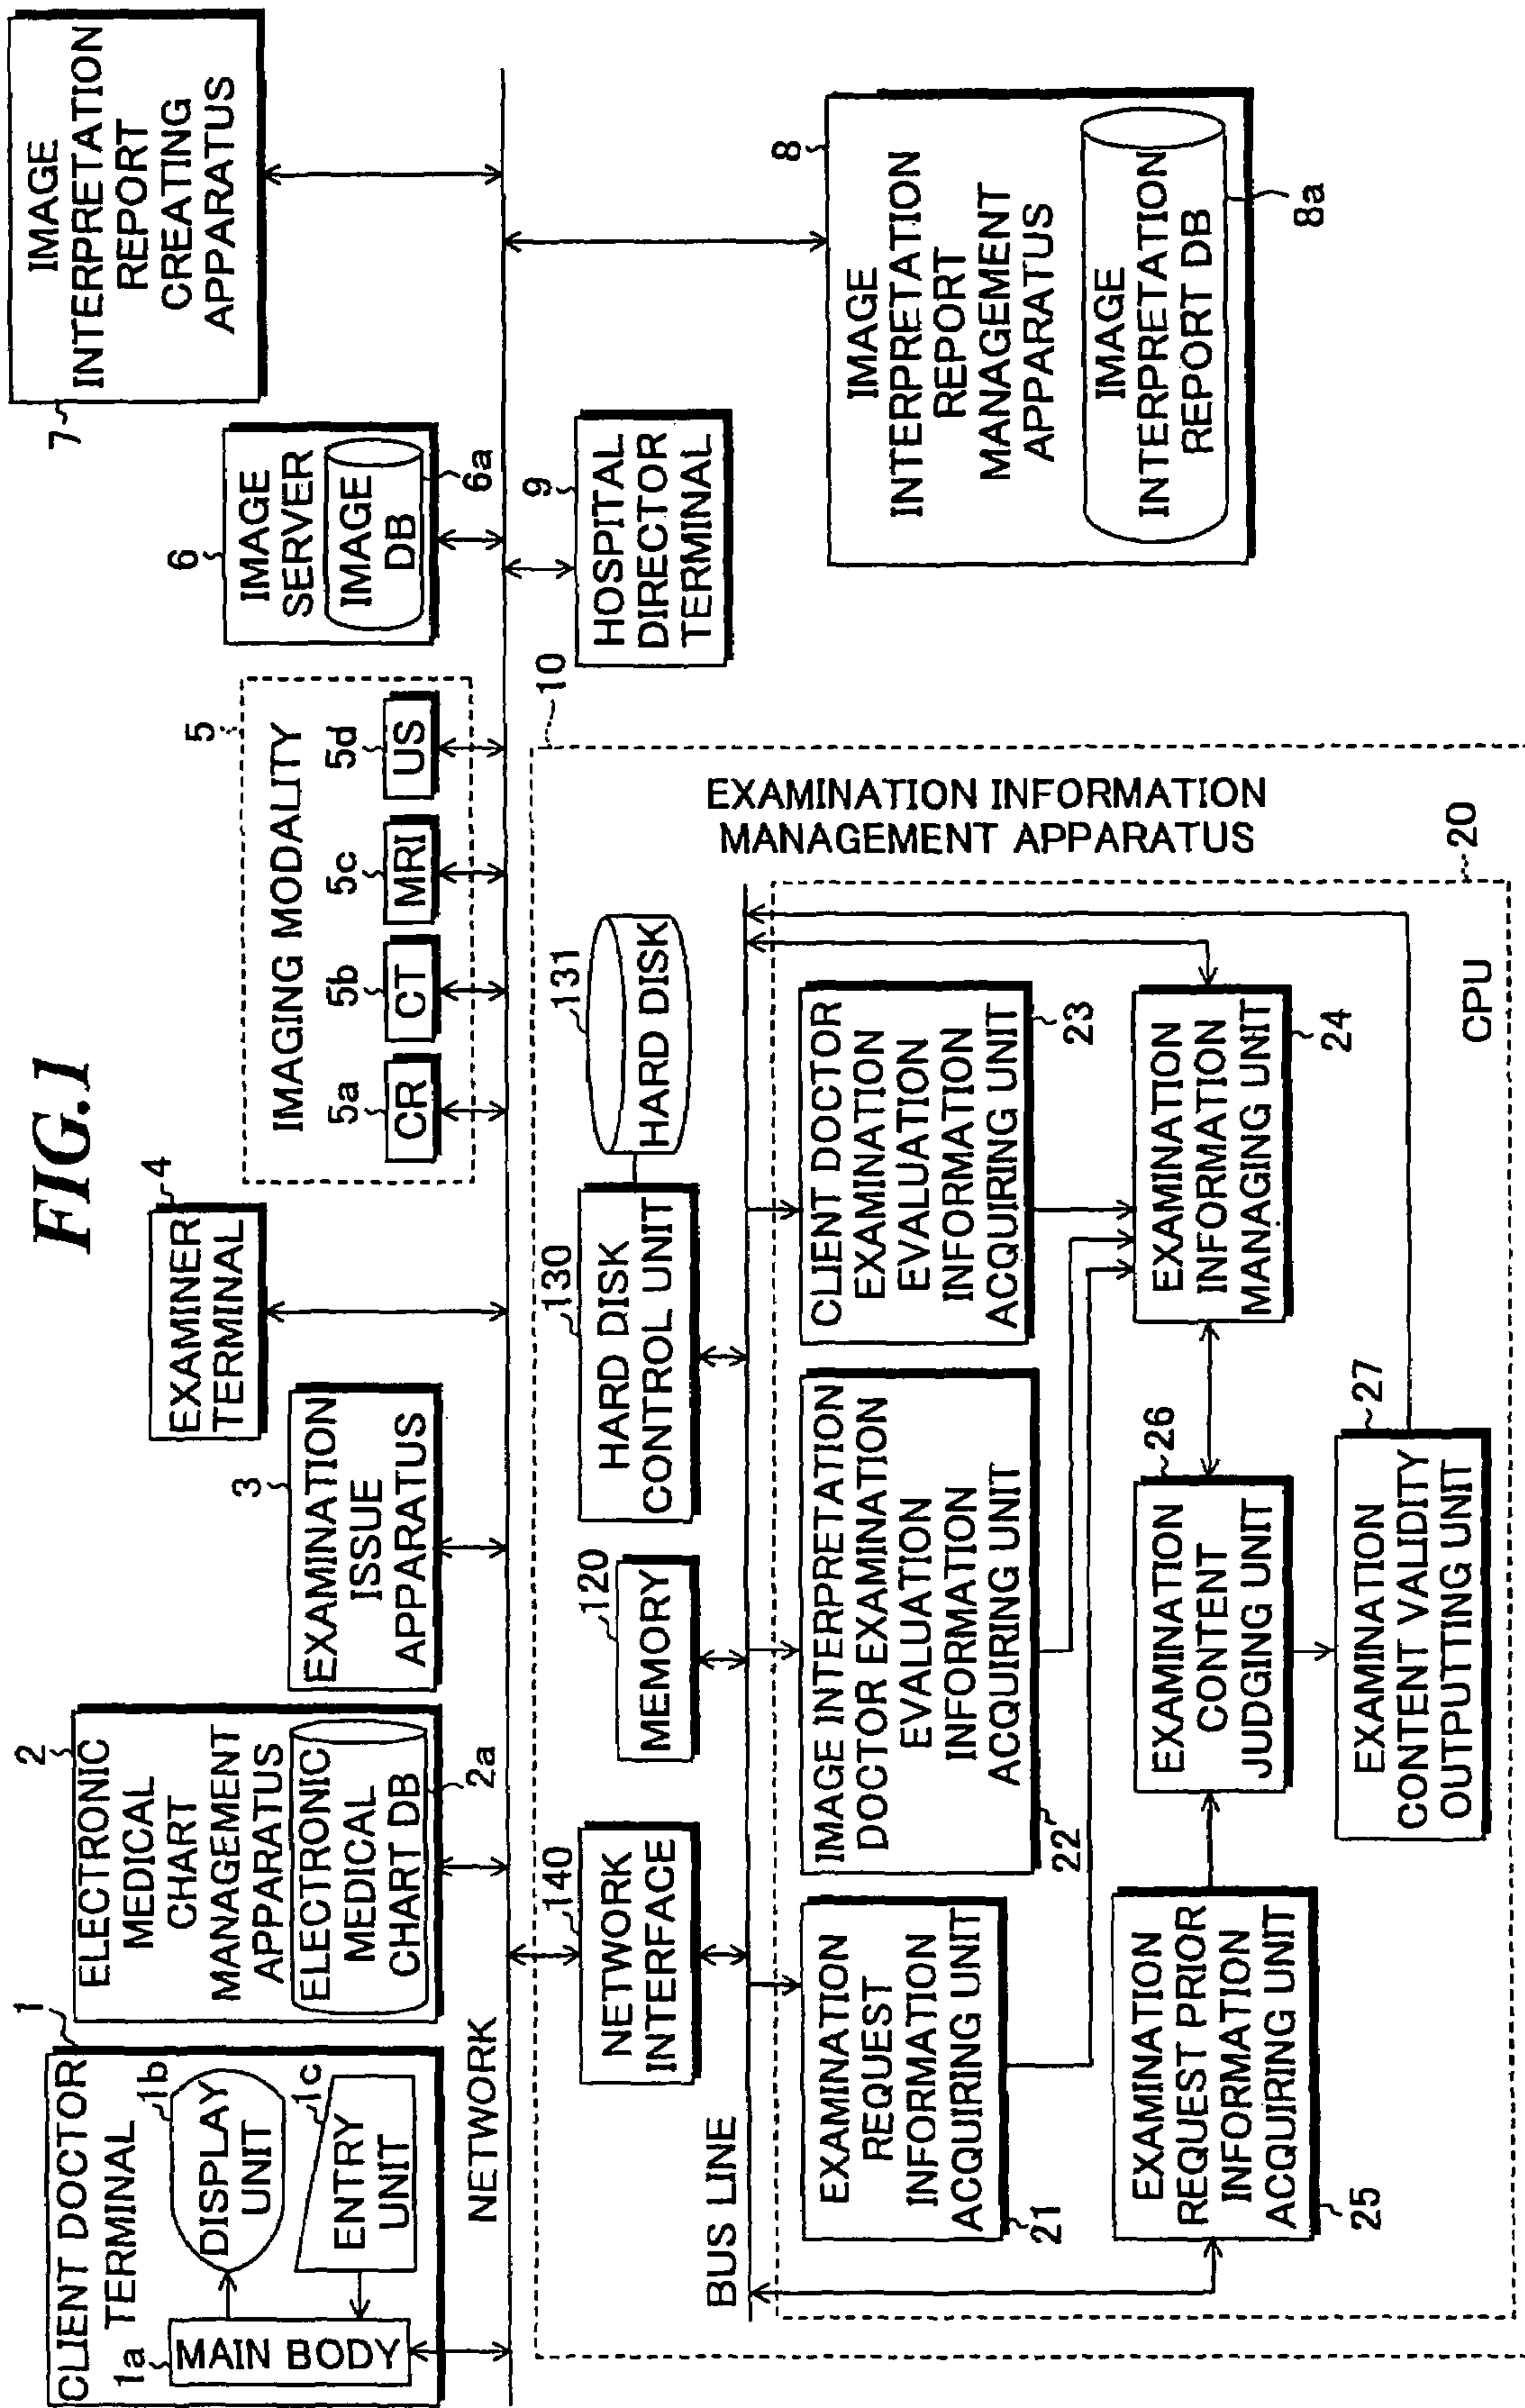 FIG.1
CLIENT DOCTOR
TERMINAL
1
1a
MAIN BODY
1b
DISPLAY
UNIT
1c
ENTRY
UNIT
2
ELECTRONIC
MEDICAL
CHART
MANAGEMENT
APPARATUS
ELECTRONIC
MEDICAL
CHART DB
2a
3
EXAMINATION
ISSUE
APPARATUS
4
EXAMINER
TERMINAL
5
IMAGING MODALITY
5a
CR
5b
CT
5c
MRI
5d
US
6
IMAGE
SERVER
IMAGE
DB
6a
7
IMAGE
INTERPRETATION
REPORT
CREATING
APPARATUS
NETWORK
8
IMAGE
INTERPRETATION
REPORT
MANAGEMENT
APPARATUS
IMAGE
INTERPRETATION
REPORT DB
8a
9
HOSPITAL
DIRECTOR
TERMINAL
10
EXAMINATION INFORMATION
MANAGEMENT APPARATUS
140
NETWORK
INTERFACE
120
MEMORY
130
HARD DISK
CONTROL UNIT
131
HARD DISK
BUS LINE
20
CPU
EXAMINATION
REQUEST
INFORMATION
ACQUIRING UNIT
21
IMAGE INTERPRETATION
DOCTOR EXAMINATION
EVALUATION
INFORMATION
ACQUIRING UNIT
22
CLIENT DOCTOR
EXAMINATION
EVALUATION
INFORMATION
ACQUIRING UNIT
23
EXAMINATION
REQUEST PRIOR
INFORMATION
ACQUIRING UNIT
25
26
EXAMINATION
CONTENT
JUDGING UNIT
EXAMINATION
INFORMATION
MANAGING UNIT
24
27
EXAMINATION
CONTENT VALIDITY
OUTPUTTING UNIT